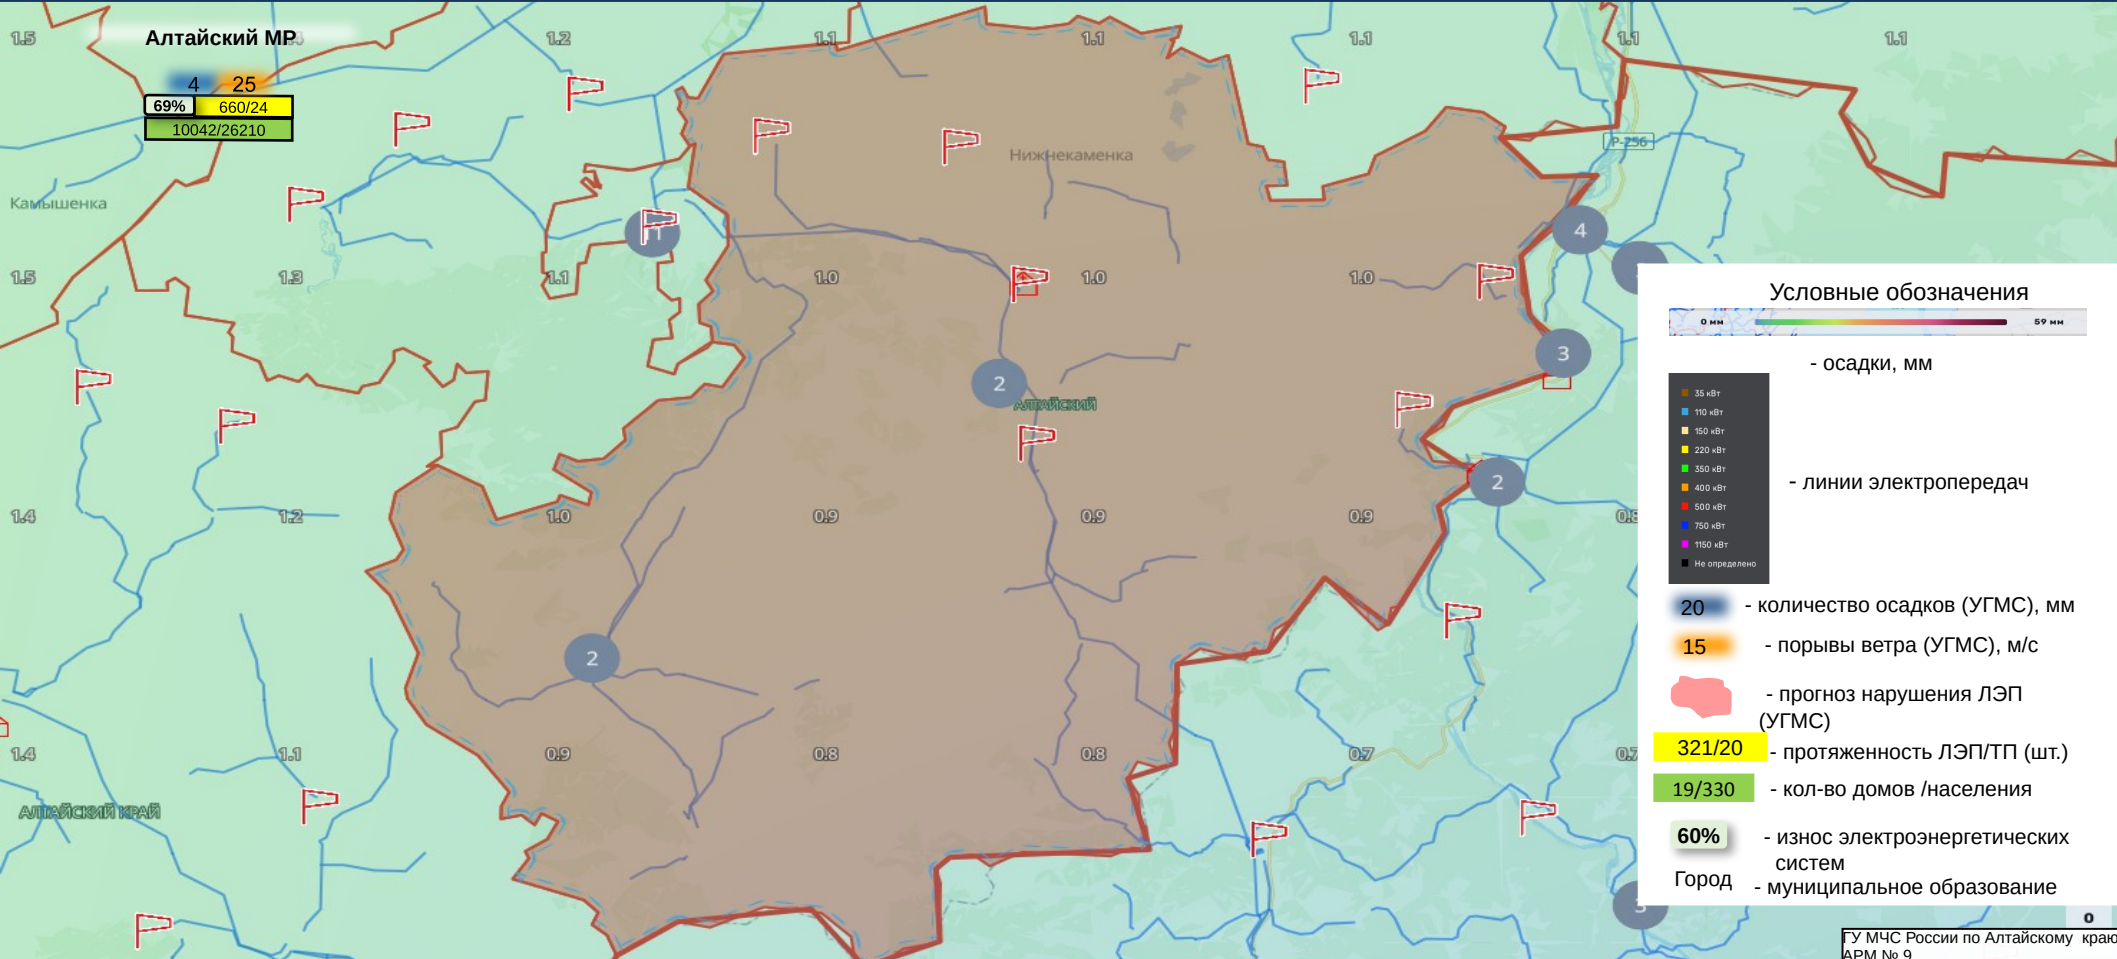 1.5
Алтайский МР
1.2
1.1
1.1
1.1
1.1
1.1
4 25
69% 660/24
10042/26210
Р-256
Нижнекаменка
Камышенка
4
1.5
1.3
1.1
1.0
1.0
1.0
3
2
АЛТАЙСКИЙ
2
1.4
1.2
1.0
0.9
0.9
0.9
2
1.4
1.1
0.9
0.8
0.8
0.7
АЛТАЙСКИЙ КРАЙ
3
Условные обозначения
0 мм 59 мм
- осадки, мм
35 кВт
110 кВт
150 кВт
220 кВт
350 кВт
400 кВт
500 кВт
750 кВт
1150 кВт
Не определено
- линии электропередач
20 - количество осадков (УГМС), мм
15 - порывы ветра (УГМС), м/с
- прогноз нарушения ЛЭП
(УГМС)
321/20 - протяженность ЛЭП/ТП (шт.)
19/330 - кол-во домов /населения
60% - износ электроэнергетических
систем
Город - муниципальное образование
0
ГУ МЧС России по Алтайскому краю
АРМ № 9